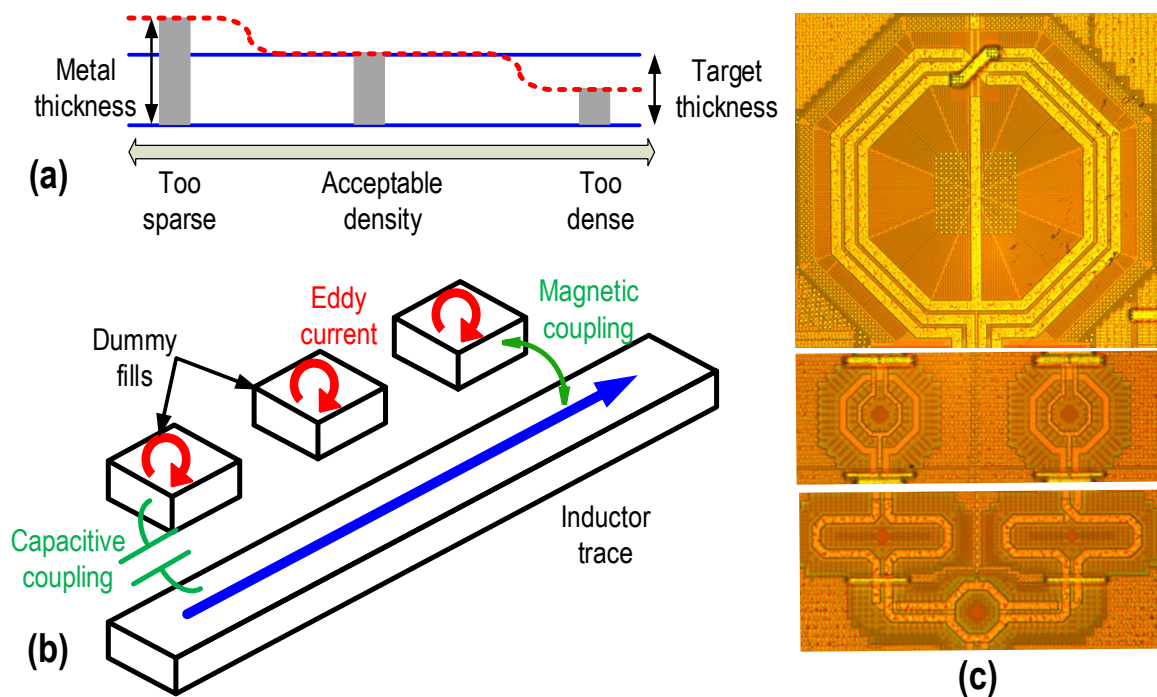 Metal
thickness
Target
thickness
(a)
Too
sparse
Acceptable
density
Too
dense
Eddy
current
Magnetic
coupling
Dummy
fills
Capacitive
coupling
Inductor
trace
(b)
(c)